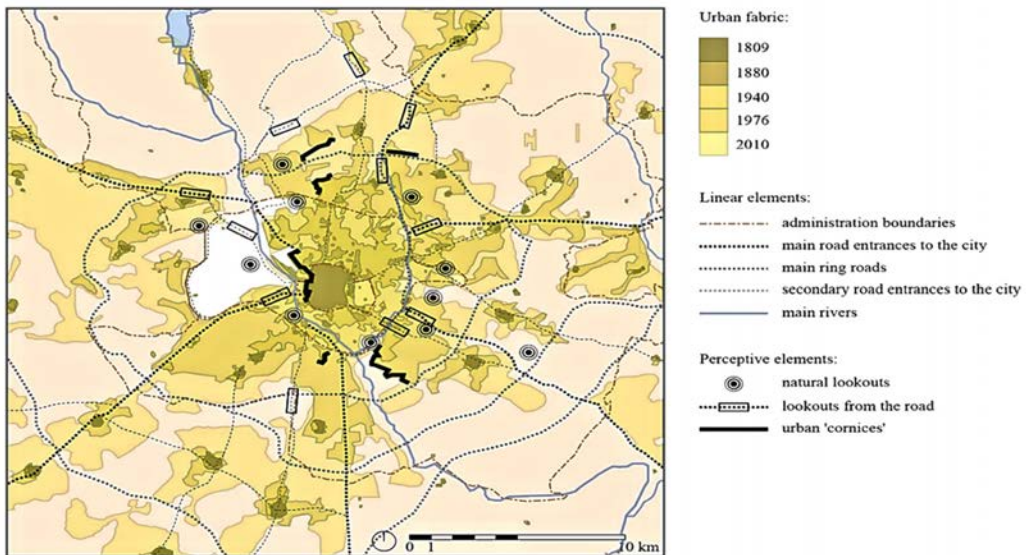 Urban fabric:
1809
1880
1940
1976
2010
Linear elements:
administration boundaries
main road entrances to the city
main ring roads
secondary road entrances to the city
main rivers
Perceptive elements:
natural lookouts
lookouts from the road
urban 'cornices'
0 1 10 km